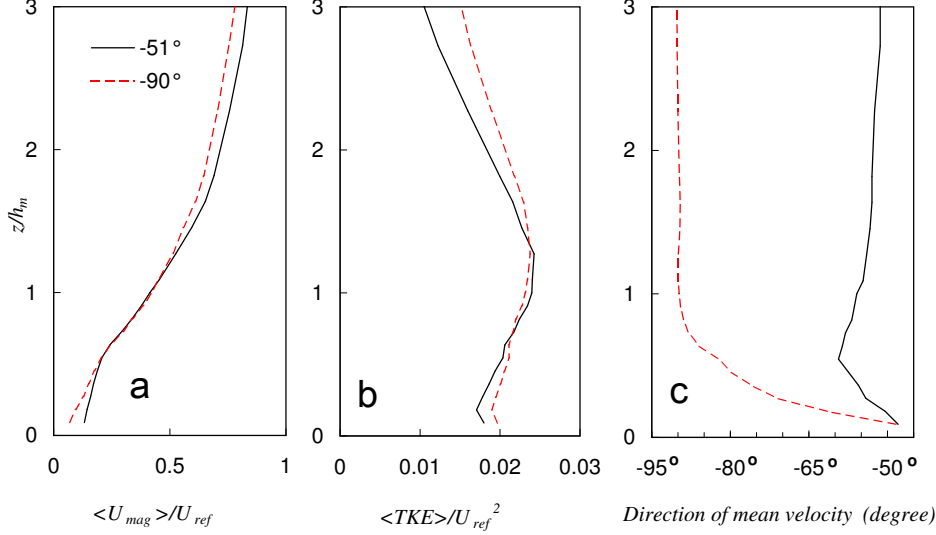 3
2
1
0
z/h_m
-51°
-90°
a
0
0.5
1
<U_mag>/U_ref
3
2
1
0
b
0
0.01
0.02
0.03
<TKE>/U_ref^2
3
2
1
0
c
-95° -80° -65° -50°
Direction of mean velocity (degree)